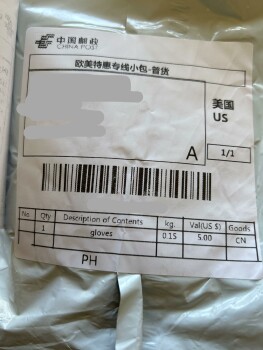 中国邮政
CHINA POST
欧美特惠专线小包-普货
美国
US
A
1/1
No. Qty Description of Contents kg. Val(US $) Goods
1 gloves 0.15 5.00 CN
PH